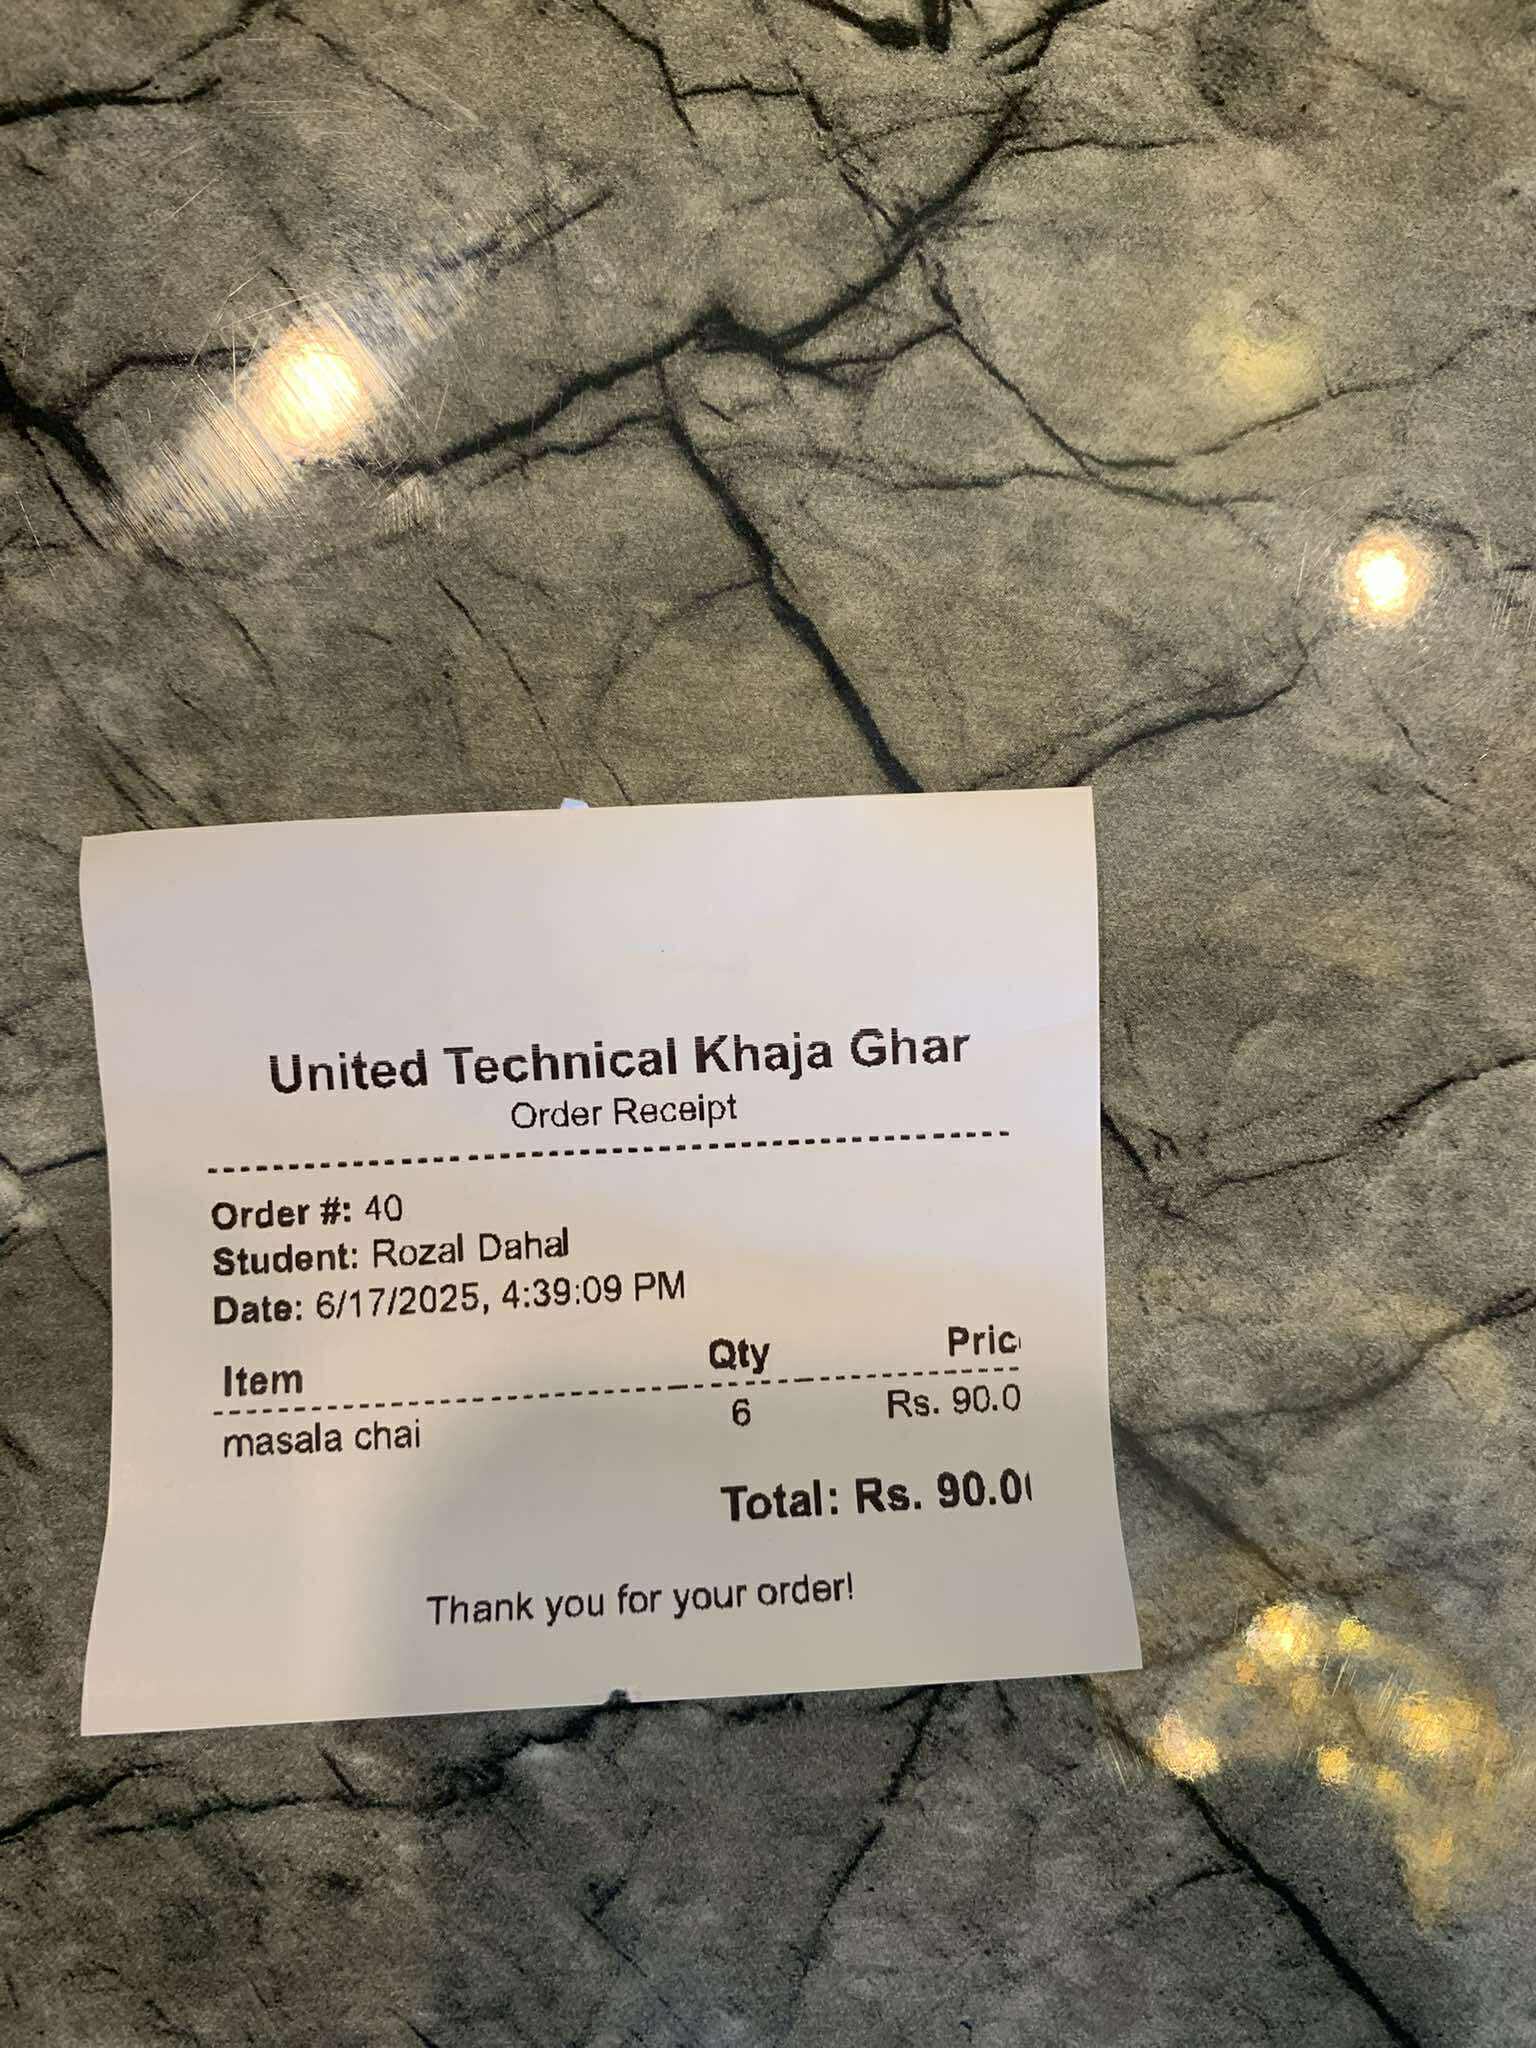 United Technical Khaja Ghar
Order Receipt
Order #: 40
Student: Rozal Dahal
Date: 6/17/2025, 4:39:09 PM
Item Qty Pric
masala chai 6 Rs. 90.0
Total: Rs. 90.0
Thank you for your order!